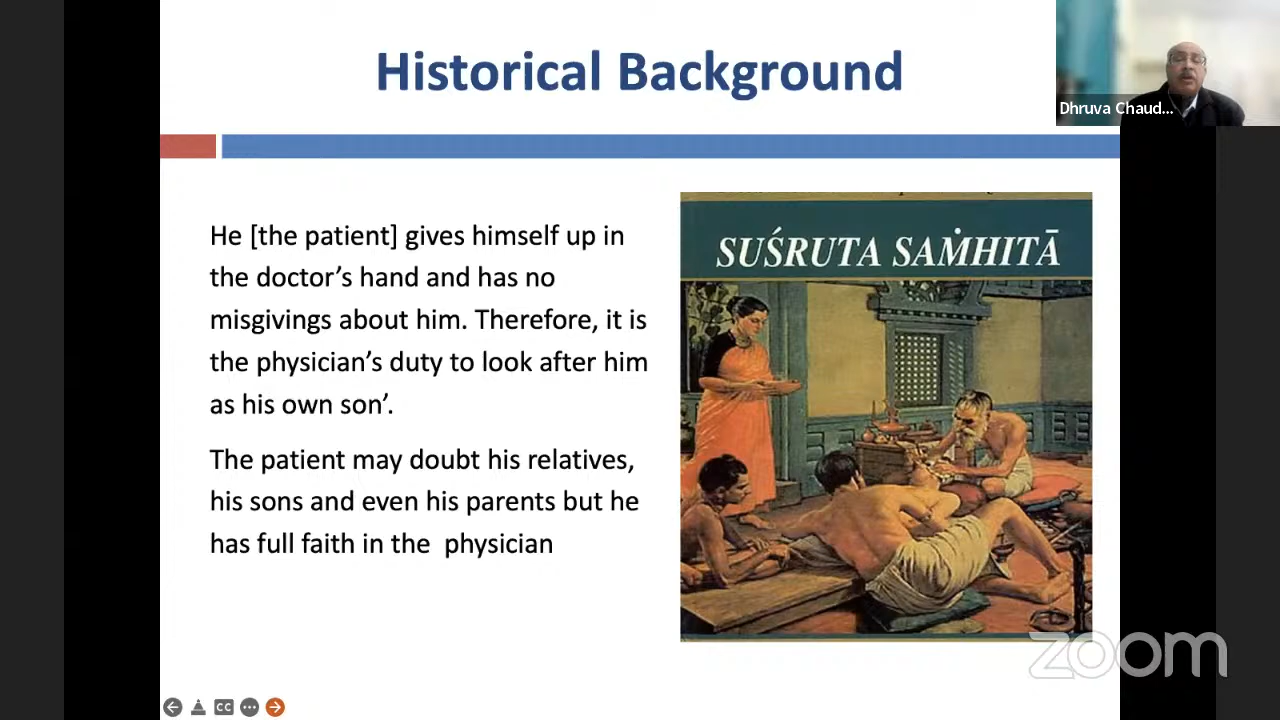 Historical Background
Dhruva Chaud...
He [the patient] gives himself up in
the doctor’s hand and has no
misgivings about him. Therefore, it is
the physician’s duty to look after him
as his own son’.
The patient may doubt his relatives,
his sons and even his parents but he
has full faith in the  physician
SUŚRUTA SAṀHITĀ
CC
zoom